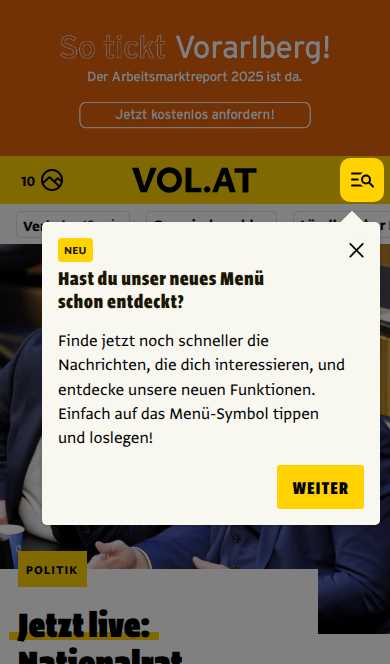 So tickt Vorarlberg!
Der Arbeitsmarktreport 2025 ist da.
Jetzt kostenlos anfordern!
10
VOL.AT
NEU
Hast du unser neues Menü
schon entdeckt?
Finde jetzt noch schneller die
Nachrichten, die dich interessieren, und
entdecke unsere neuen Funktionen.
Einfach auf das Menü-Symbol tippen
und loslegen!
WEITER
POLITIK
Jetzt live:
Nationalrat